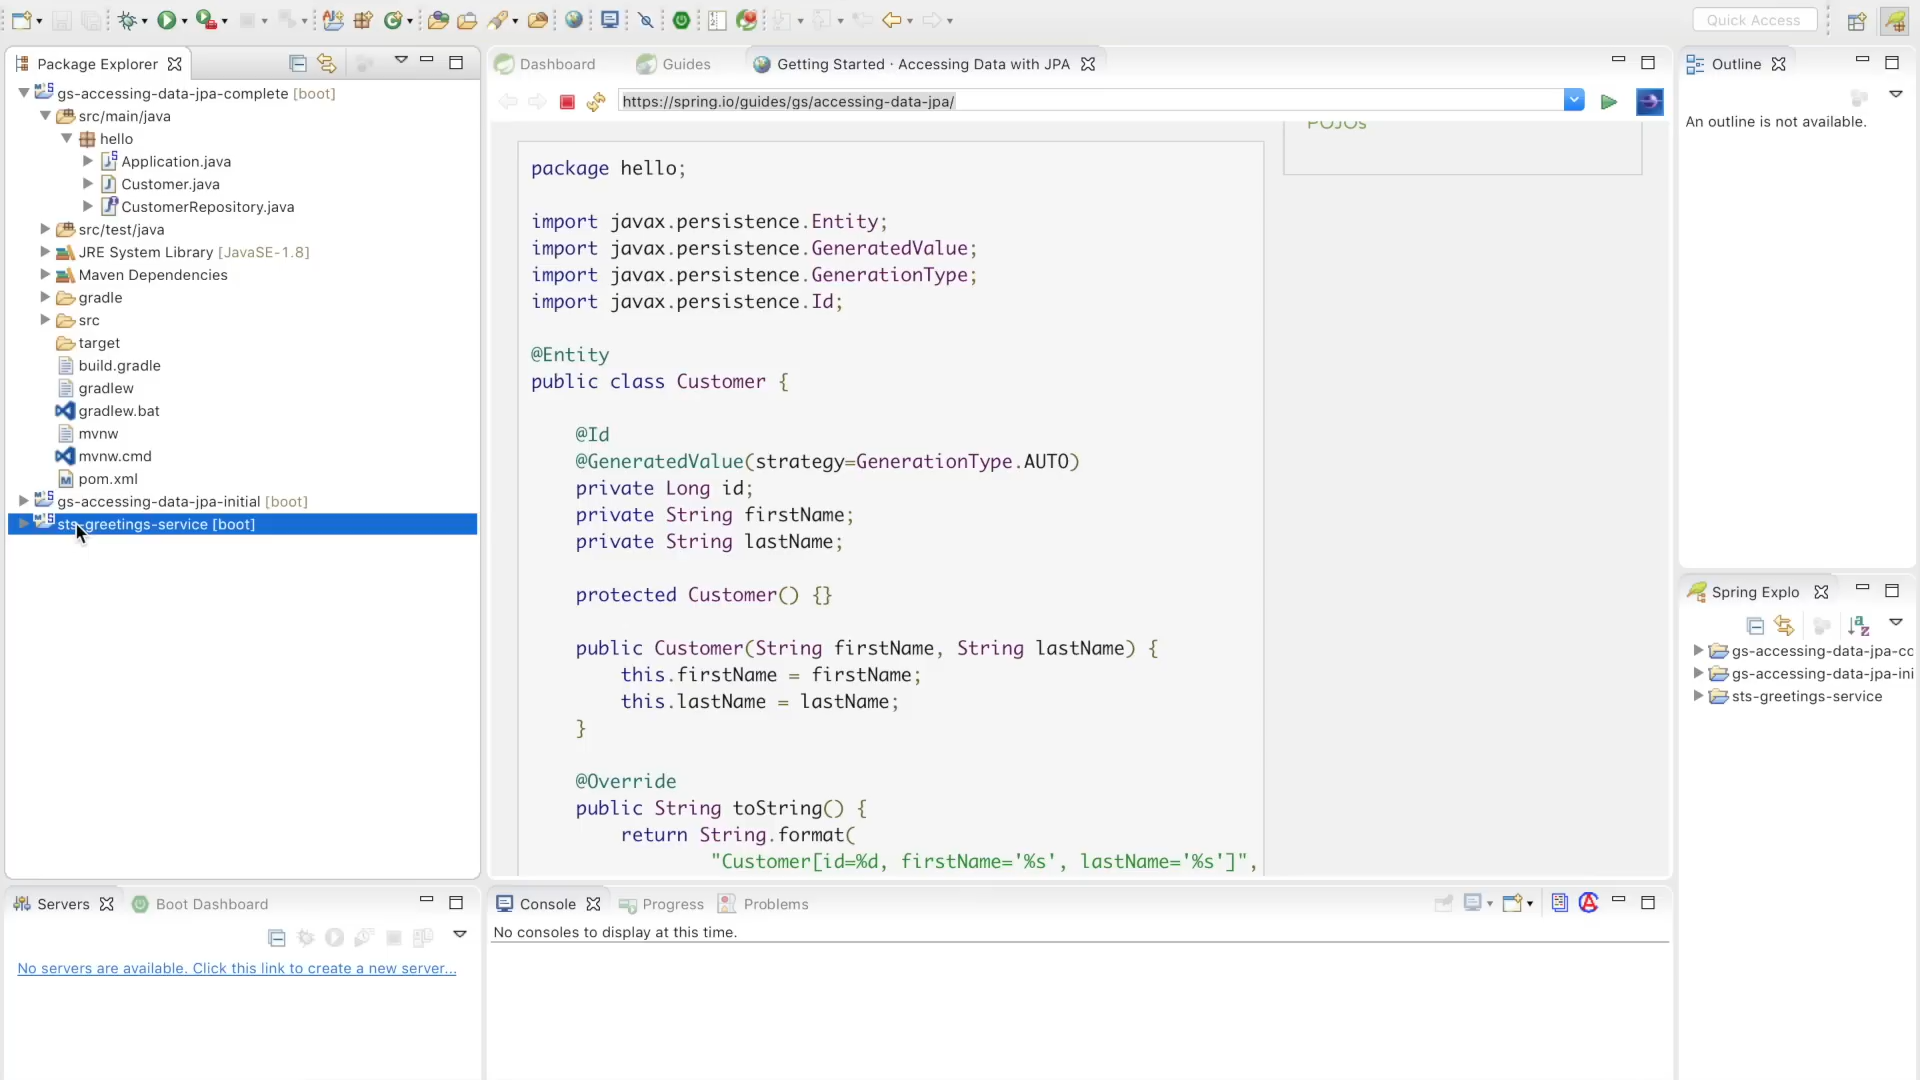 Quick Access
Package Explorer
gs-accessing-data-jpa-complete [boot]
src/main/java
hello
Application.java
Customer.java
CustomerRepository.java
src/test/java
JRE System Library [JavaSE-1.8]
Maven Dependencies
gradle
src
target
build.gradle
gradlew
gradlew.bat
mvnw
mvnw.cmd
pom.xml
gs-accessing-data-jpa-initial [boot]
sts-greetings-service [boot]
Dashboard
Guides
Getting Started · Accessing Data with JPA
https://spring.io/guides/gs/accessing-data-jpa/
POJOs
package hello;
import javax.persistence.Entity;
import javax.persistence.GeneratedValue;
import javax.persistence.GenerationType;
import javax.persistence.Id;
@Entity
public class Customer {
@Id
@GeneratedValue(strategy=GenerationType.AUTO)
private Long id;
private String firstName;
private String lastName;
protected Customer() {}
public Customer(String firstName, String lastName) {
this.firstName = firstName;
this.lastName = lastName;
}
@Override
public String toString() {
return String.format(
"Customer[id=%d, firstName='%s', lastName='%s']",
Outline
An outline is not available.
Spring Explo
gs-accessing-data-jpa-cc
gs-accessing-data-jpa-ini
sts-greetings-service
Servers
Boot Dashboard
No servers are available. Click this link to create a new server...
Console
Progress
Problems
No consoles to display at this time.